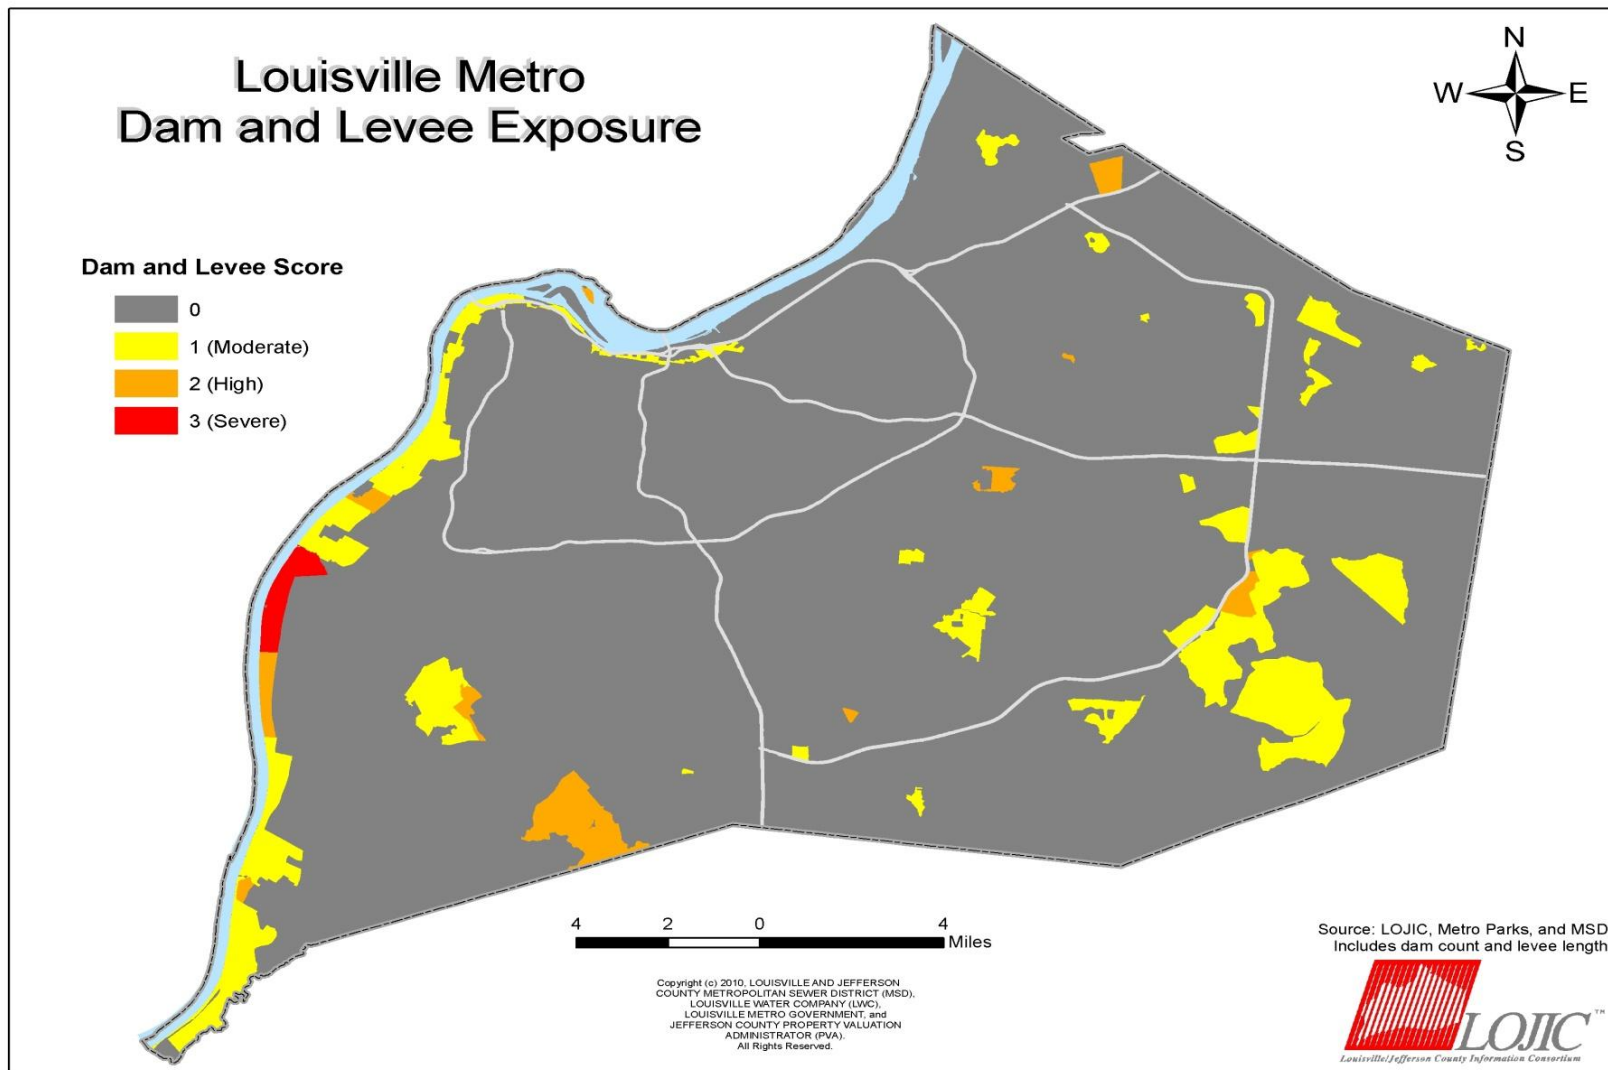 Louisville Metro
Dam and Levee Exposure
N
W E
S
Dam and Levee Score
0
1 (Moderate)
2 (High)
3 (Severe)
4 2 0 4
Miles
Source: LOJIC, Metro Parks, and MSD
Includes dam count and levee length
Copyright (c) 2010, LOUISVILLE AND JEFFERSON
COUNTY METROPOLITAN SEWER DISTRICT (MSD),
LOUISVILLE WATER COMPANY (LWC),
LOUISVILLE METRO GOVERNMENT, and
JEFFERSON COUNTY PROPERTY VALUATION
ADMINISTRATOR (PVA).
All Rights Reserved.
LOJIC™
Louisville/Jefferson County Information Consortium